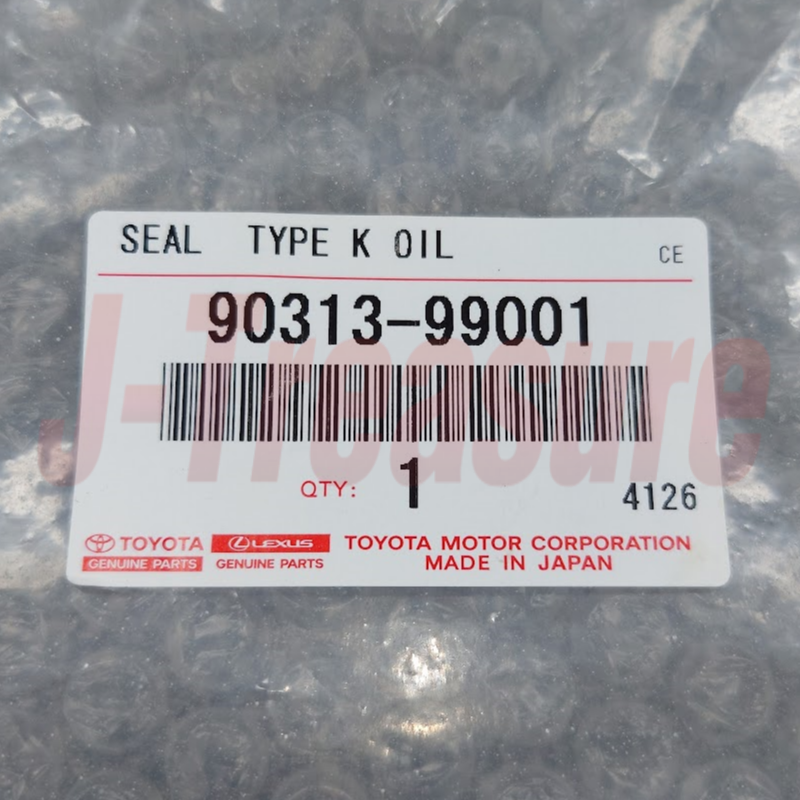 SEAL TYPE K OIL
CE
90313-99001
J-Treasure
QTY: 1
4126
TOYOTA LEXUS TOYOTA MOTOR CORPORATION
GENUINE PARTS GENUINE PARTS MADE IN JAPAN